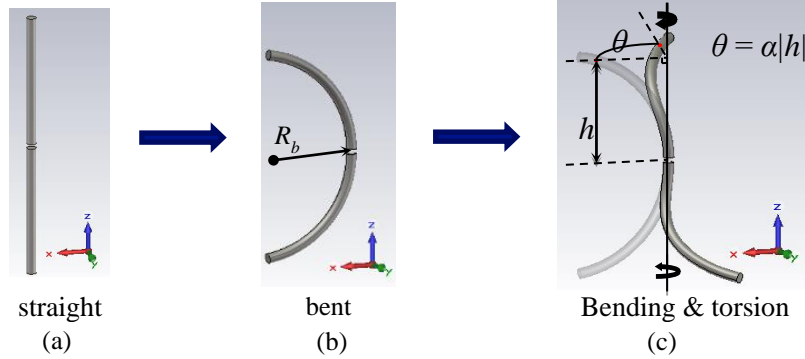 z
x
y
straight
(a)
R_b
z
x
y
bent
(b)
θ
θ = α|h|
h
z
x
y
Bending & torsion
(c)